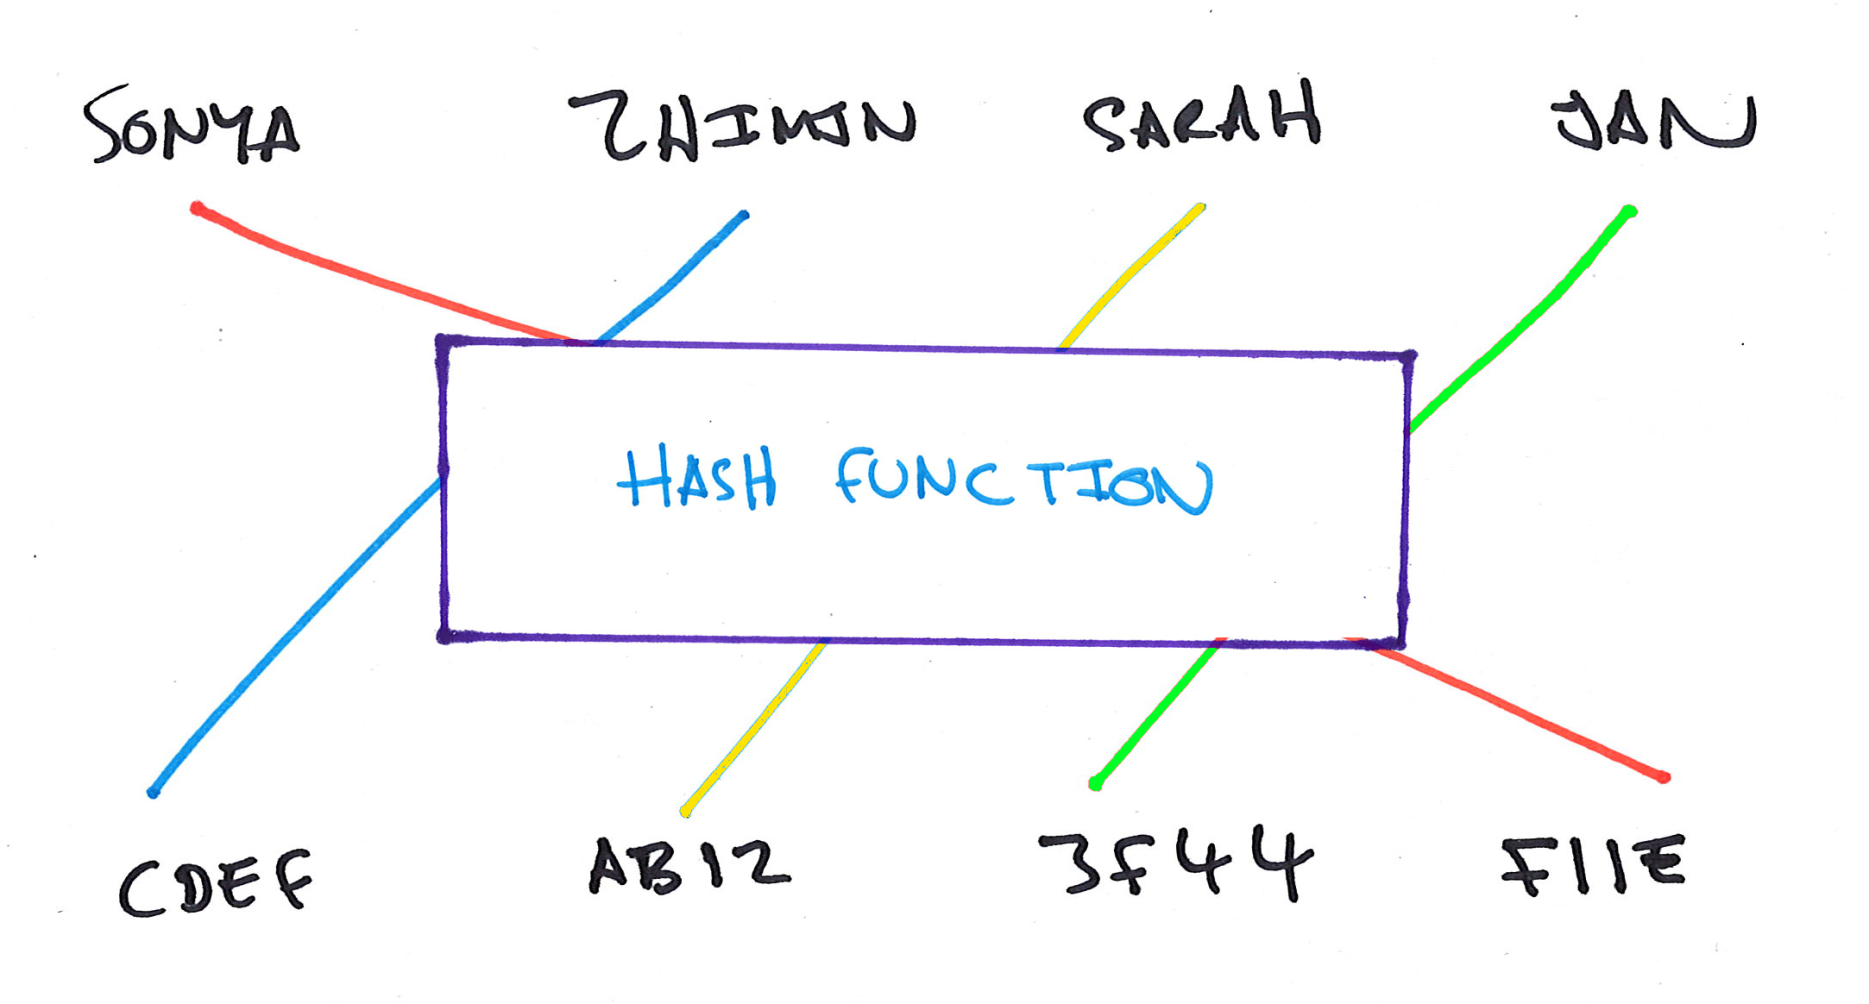 SONYA ZHIMIN SARAH JAN
HASH FUNCTION
CDEF AB12 3F44 F11E